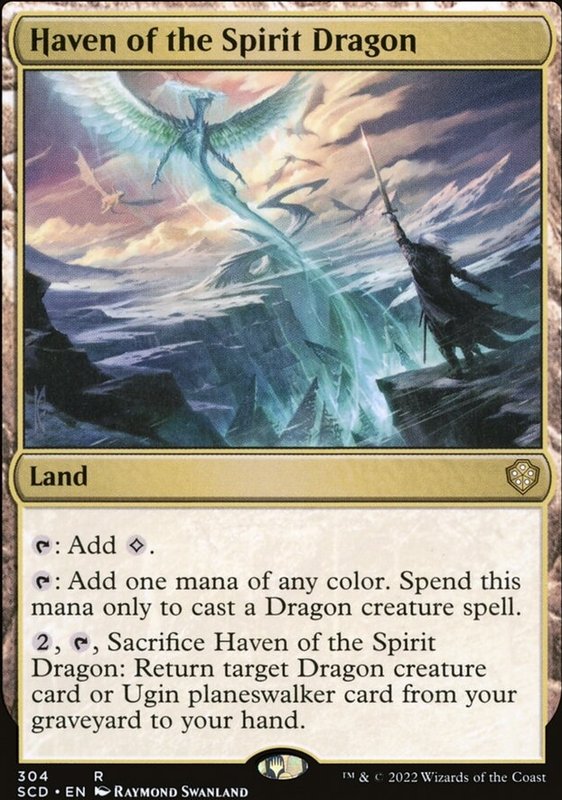 Haven of the Spirit Dragon
Land
: Add .
: Add one mana of any color. Spend this
mana only to cast a Dragon creature spell.
2, , Sacrifice Haven of the Spirit
Dragon: Return target Dragon creature
card or Ugin planeswalker card from your
graveyard to your hand.
304 R
SCD • EN Raymond Swanland
™ & © 2022 Wizards of the Coast